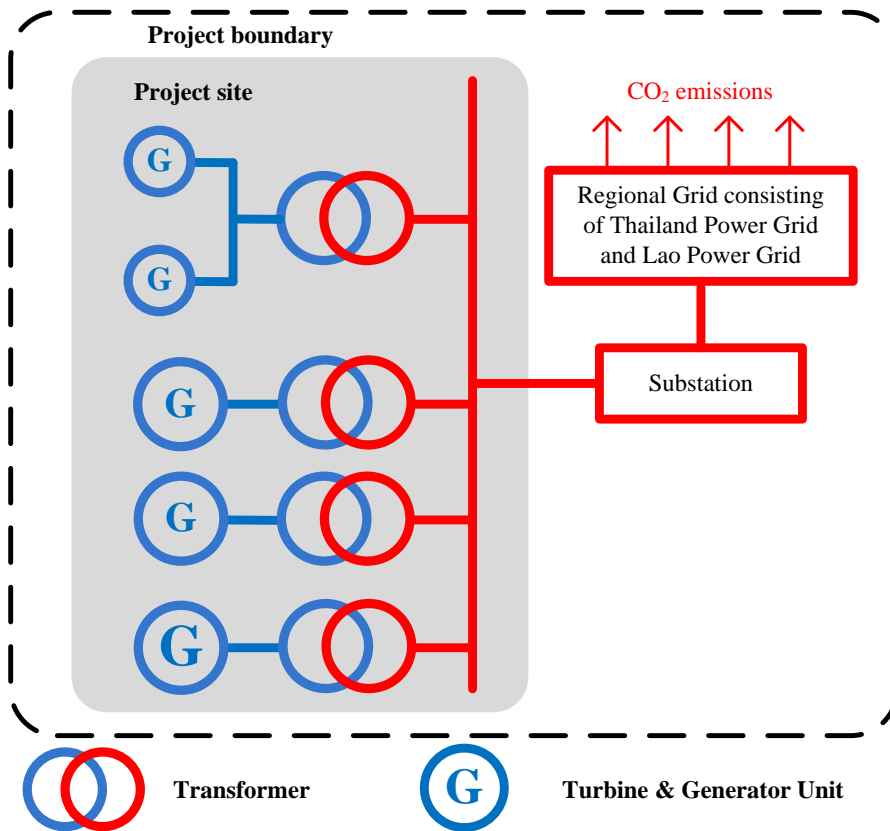 Project boundary
Project site
CO₂ emissions
G
Regional Grid consisting
of Thailand Power Grid
and Lao Power Grid
G
Substation
G
G
G
Transformer
G
Turbine & Generator Unit